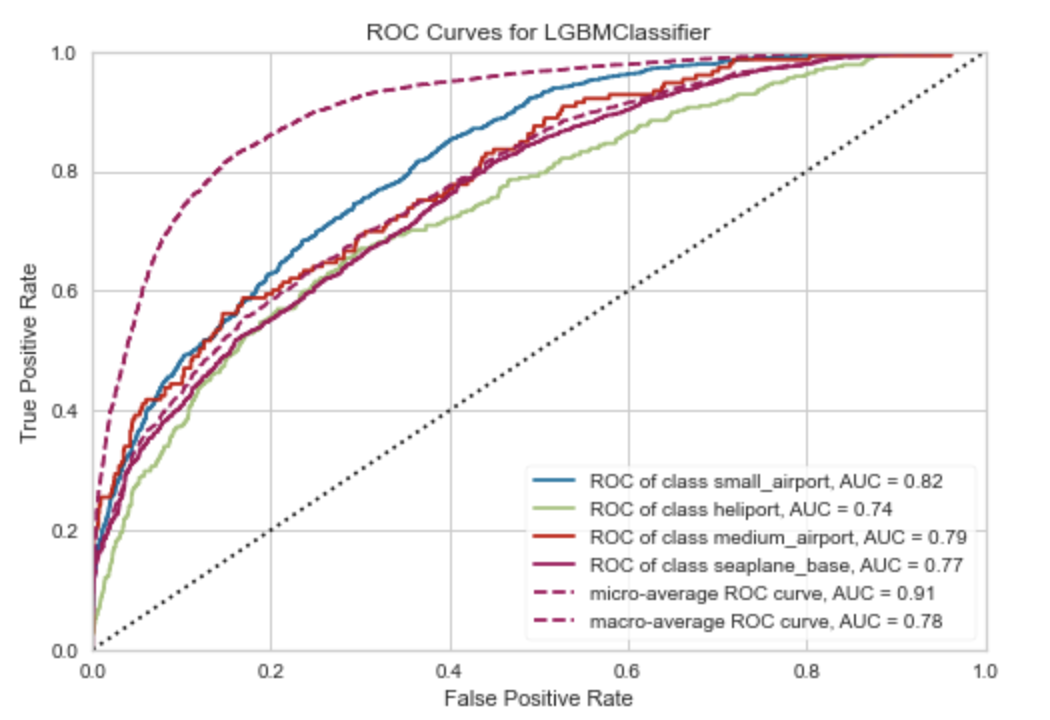 ROC Curves for LGBMClassifier
1.0
0.8
0.6
0.4
0.2
0.0
True Positive Rate
ROC of class small_airport, AUC = 0.82
ROC of class heliport, AUC = 0.74
ROC of class medium_airport, AUC = 0.79
ROC of class seaplane_base, AUC = 0.77
micro-average ROC curve, AUC = 0.91
macro-average ROC curve, AUC = 0.78
0.0 0.2 0.4 0.6 0.8 1.0
False Positive Rate